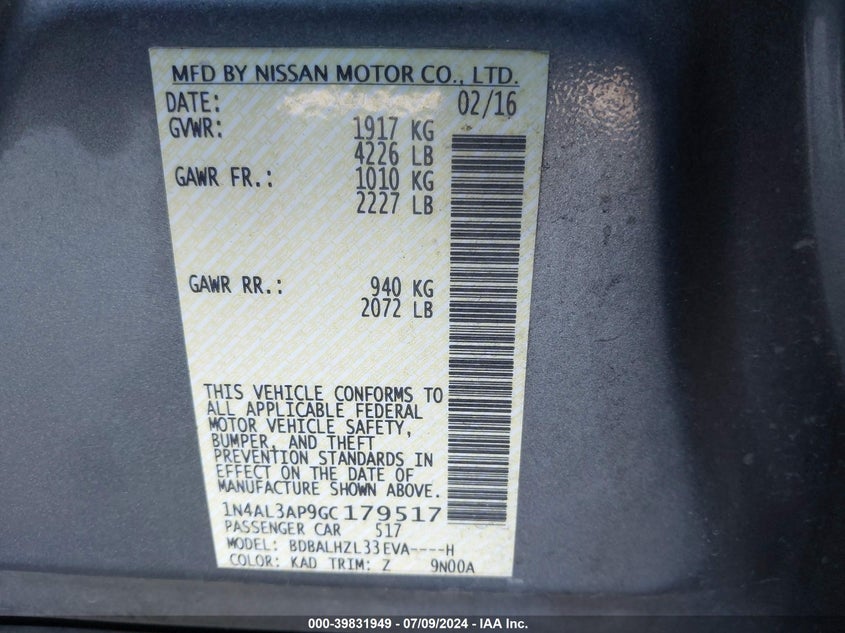 MFD BY NISSAN MOTOR CO., LTD.
DATE: 02/16
GVWR: 1917 KG
4226 LB
GAWR FR.: 1010 KG
2227 LB
GAWR RR.: 940 KG
2072 LB
THIS VEHICLE CONFORMS TO
ALL APPLICABLE FEDERAL
MOTOR VEHICLE SAFETY,
BUMPER, AND THEFT
PREVENTION STANDARDS IN
EFFECT ON THE DATE OF
MANUFACTURE SHOWN ABOVE.
1N4AL3AP9GC179517
PASSENGER CAR 517
MODEL: BDBALHZL33EVA----H
COLOR: KAD TRIM: Z 9N00A
000-39831949 - 07/09/2024 - IAA Inc.